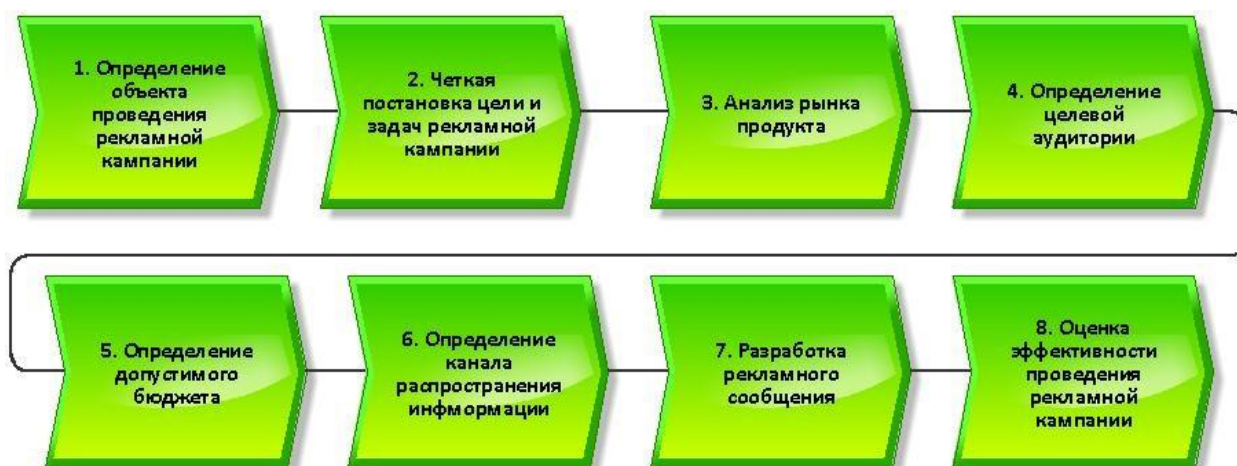 1. Определение
объекта
проведения
рекламной
кампании
2. Четкая
постановка цели и
задач рекламной
кампании
3. Анализ рынка
продукта
4. Определение
целевой
аудитории
5. Определение
допустимого
бюджета
6. Определение
канала
распространения
инфмормации
7. Разработка
рекламного
сообщения
8. Оценка
эффективности
проведения
рекламной
кампании